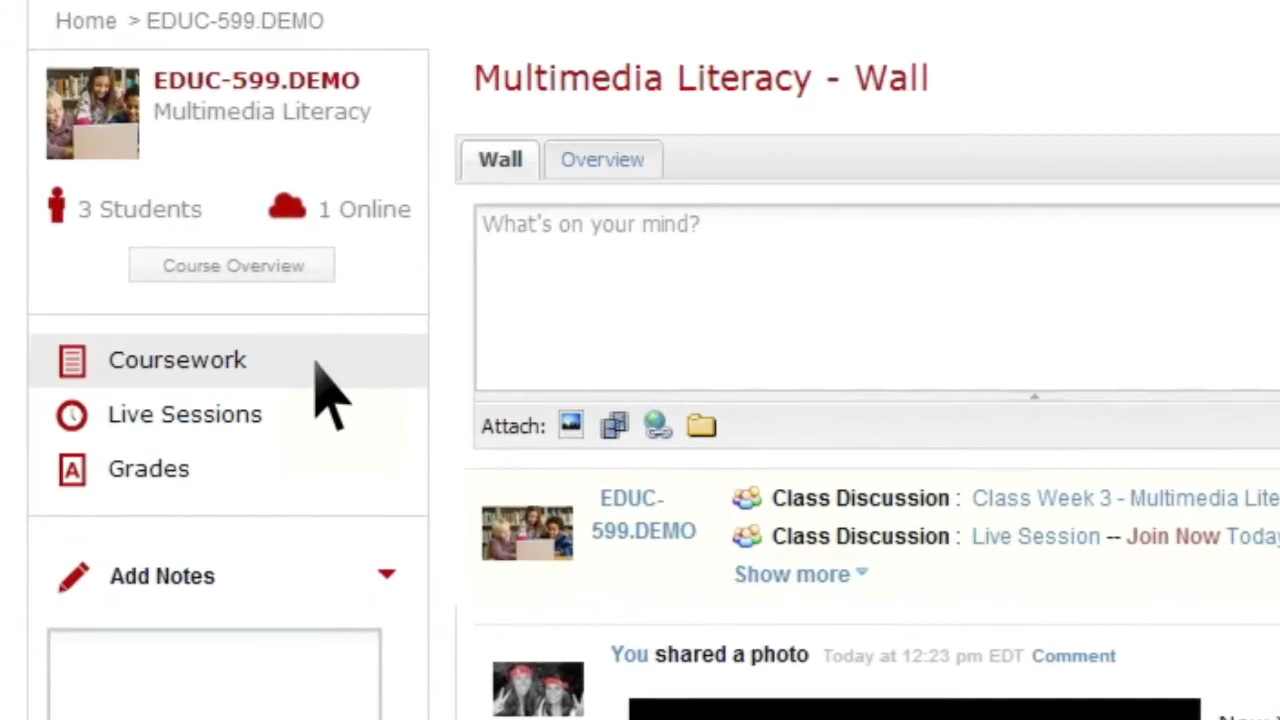 Home > EDUC-599.DEMO
EDUC-599.DEMO
Multimedia Literacy
3 Students
1 Online
Course Overview
Coursework
Live Sessions
A Grades
Add Notes
Multimedia Literacy - Wall
Wall
Overview
What's on your mind?
Attach:
EDUC-
599.DEMO
Class Discussion : Class Week 3 - Multimedia Lite
Class Discussion : Live Session -- Join Now Today
Show more
You shared a photo Today at 12:23 pm EDT Comment